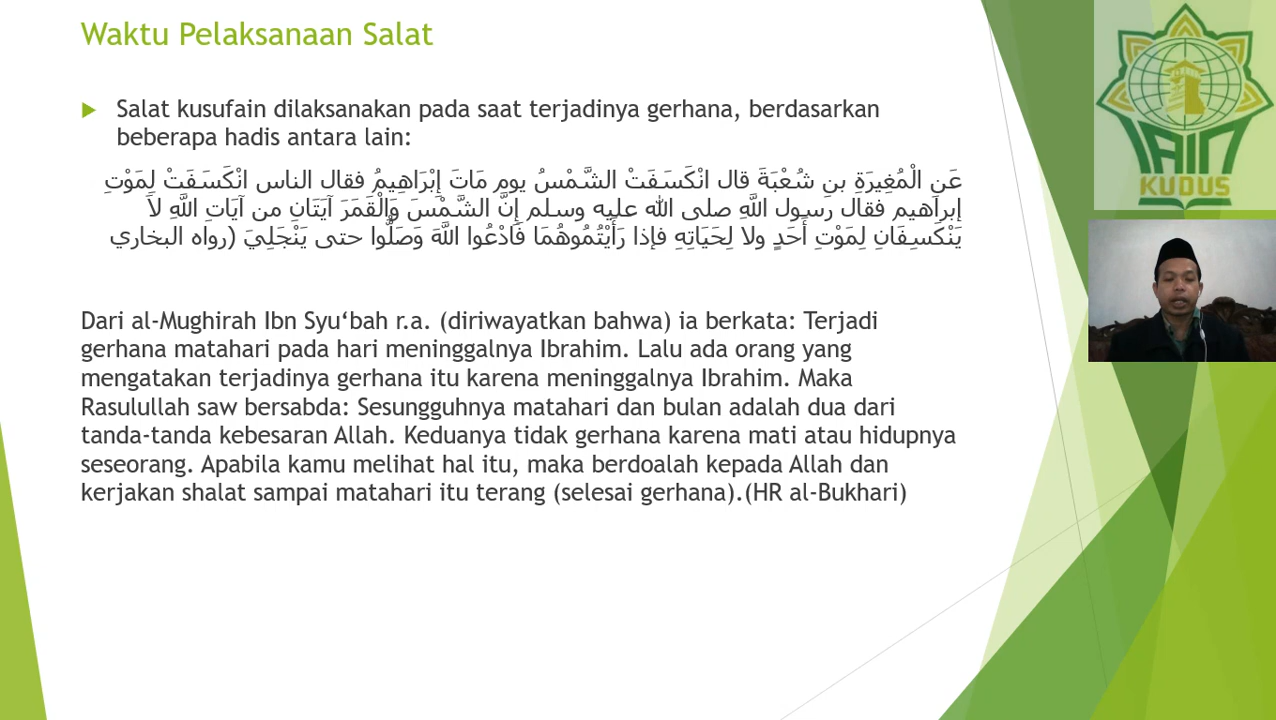 Waktu Pelaksanaan Salat
Salat kusufain dilaksanakan pada saat terjadinya gerhana, berdasarkan
beberapa hadis antara lain:
عَنِ الْمُغِيرَةِ بنِ شُعْبَةَ قال انْكَسَفَتْ الشَّمْسُ يوم مَاتَ إِبْرَاهِيمُ فقال الناس انْكَسَفَتْ لِمَوْتِ
إبراهيم فقال رسول اللَّهِ صلى الله عليه وسلم إِنَّ الشَّمْسَ وَالْقَمَرَ آيَتَانِ من آيَاتِ اللَّهِ لاَ
يَنْكَسِفَانِ لِمَوْتِ أَحَدٍ ولا لِحَيَاتِهِ فإذا رَأَيْتُمُوهُمَا فَادْعُوا اللَّهَ وَصَلُّوا حتى يَنْجَلِيَ (رواه البخاري
Dari al-Mughirah Ibn Syu‘bah r.a. (diriwayatkan bahwa) ia berkata: Terjadi
gerhana matahari pada hari meninggalnya Ibrahim. Lalu ada orang yang
mengatakan terjadinya gerhana itu karena meninggalnya Ibrahim. Maka
Rasulullah saw bersabda: Sesungguhnya matahari dan bulan adalah dua dari
tanda-tanda kebesaran Allah. Keduanya tidak gerhana karena mati atau hidupnya
seseorang. Apabila kamu melihat hal itu, maka berdoalah kepada Allah dan
kerjakan shalat sampai matahari itu terang (selesai gerhana).(HR al-Bukhari)
IAIN
KUDUS